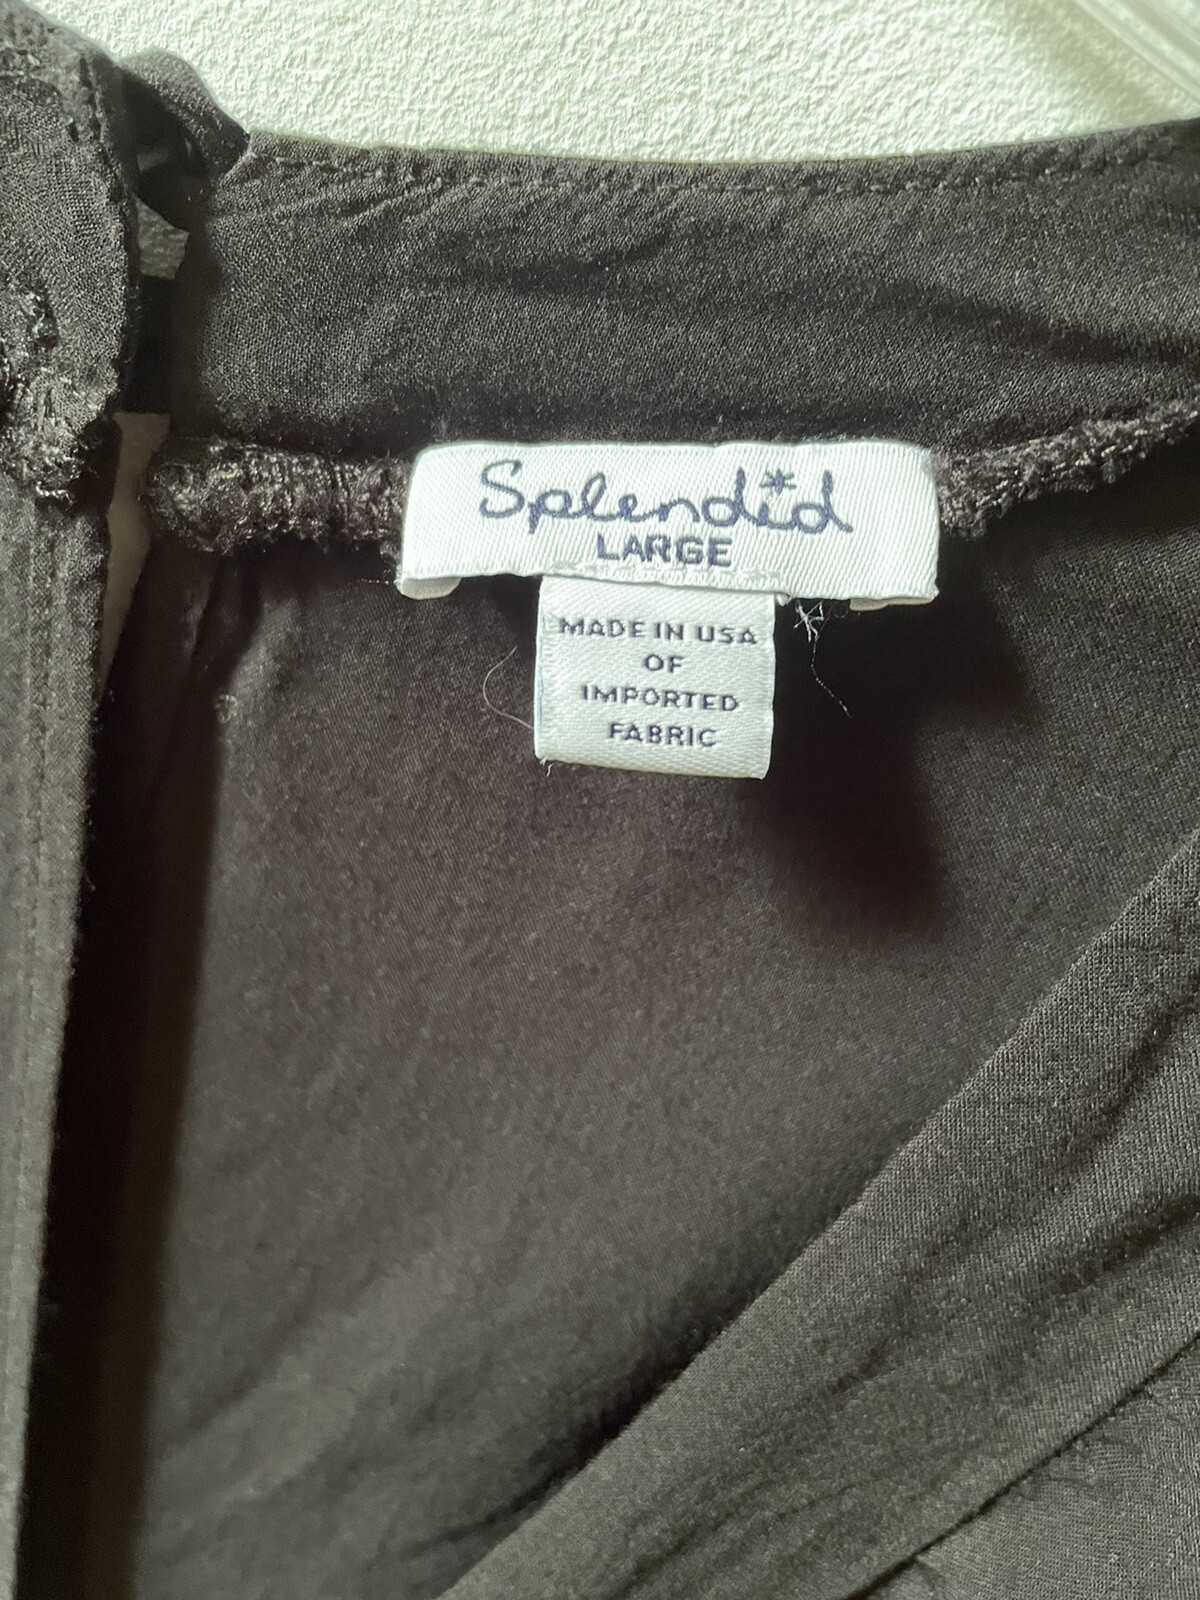 Splendid
LARGE
MADE IN USA
OF
IMPORTED
FABRIC